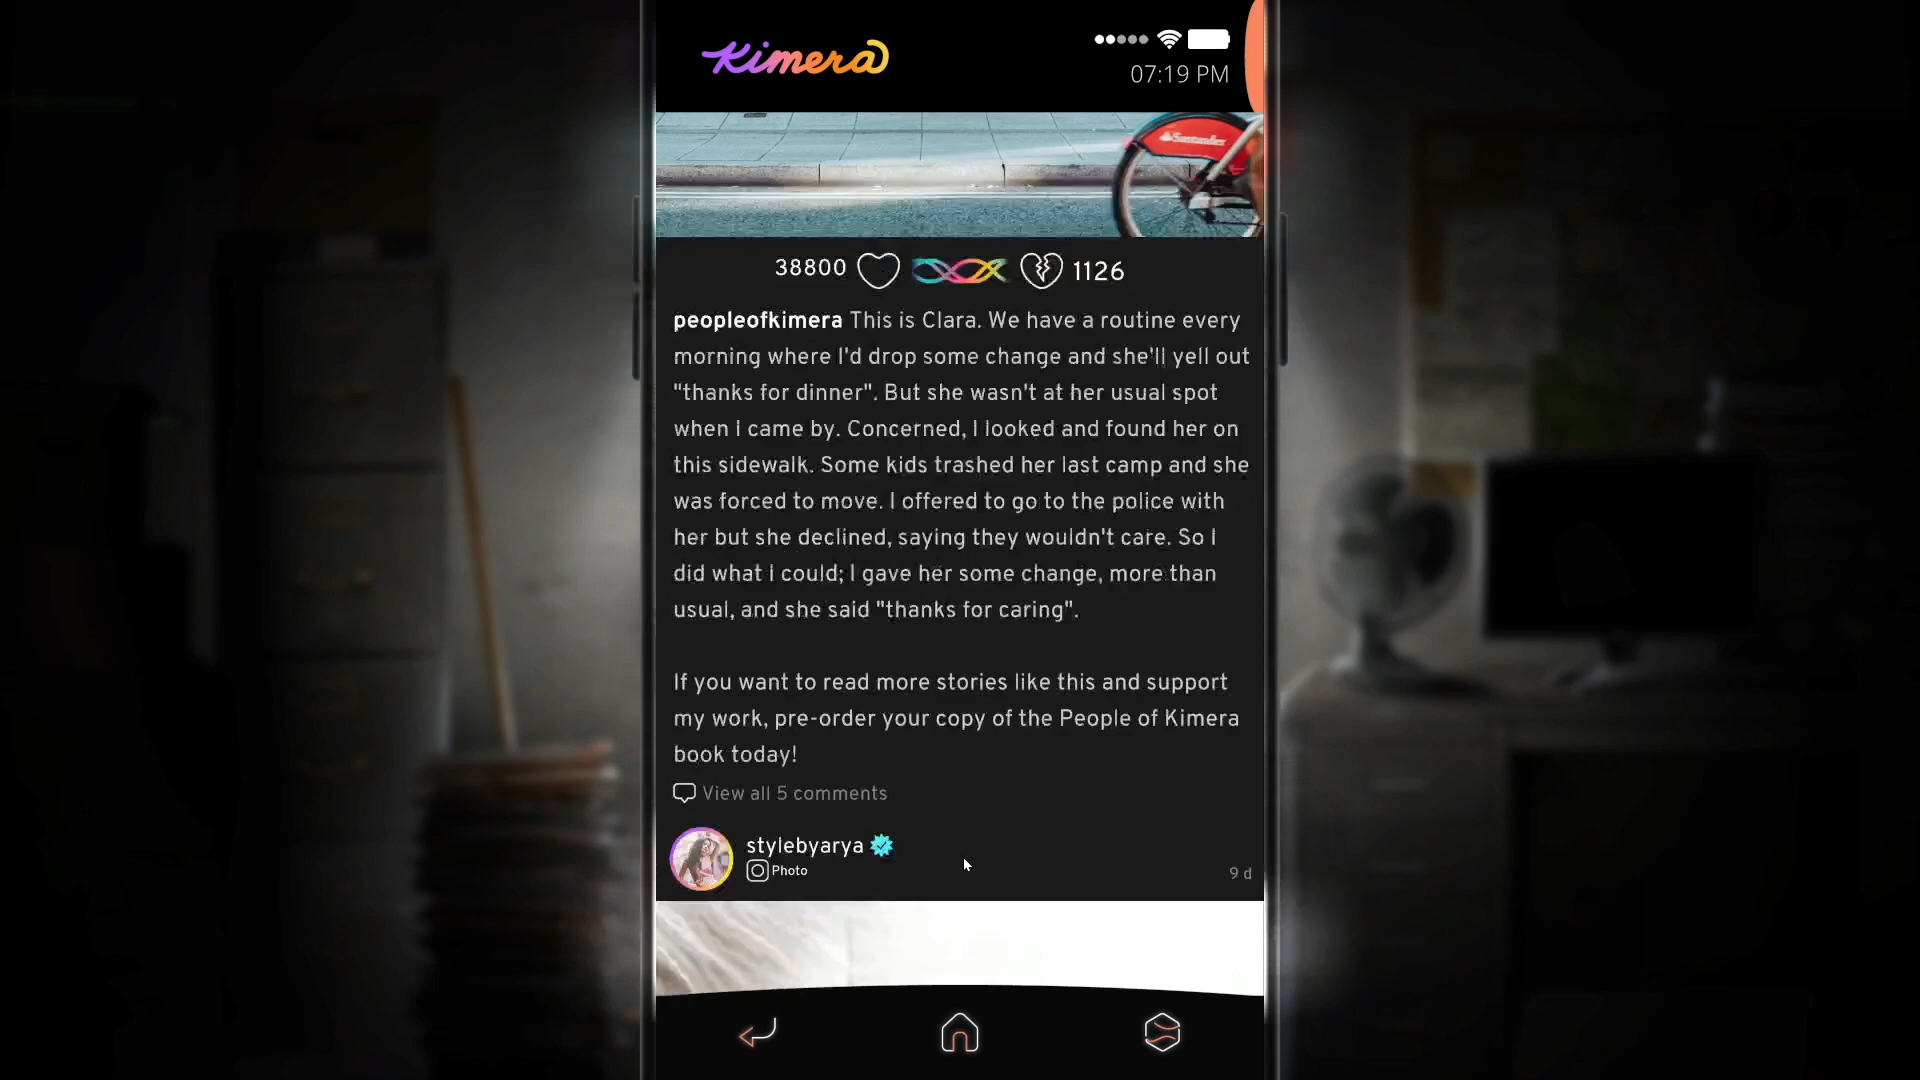 Kimera
07:19 PM
Santander
38800
1126
peopleofkimera This is Clara. We have a routine every
morning where I'd drop some change and she'll yell out
"thanks for dinner". But she wasn't at her usual spot
when I came by. Concerned, I looked and found her on
this sidewalk. Some kids trashed her last camp and she
was forced to move. I offered to go to the police with
her but she declined, saying they wouldn't care. So I
did what I could; I gave her some change, more than
usual, and she said "thanks for caring".
If you want to read more stories like this and support
my work, pre-order your copy of the People of Kimera
book today!
View all 5 comments
stylebyarya
Photo
9 d